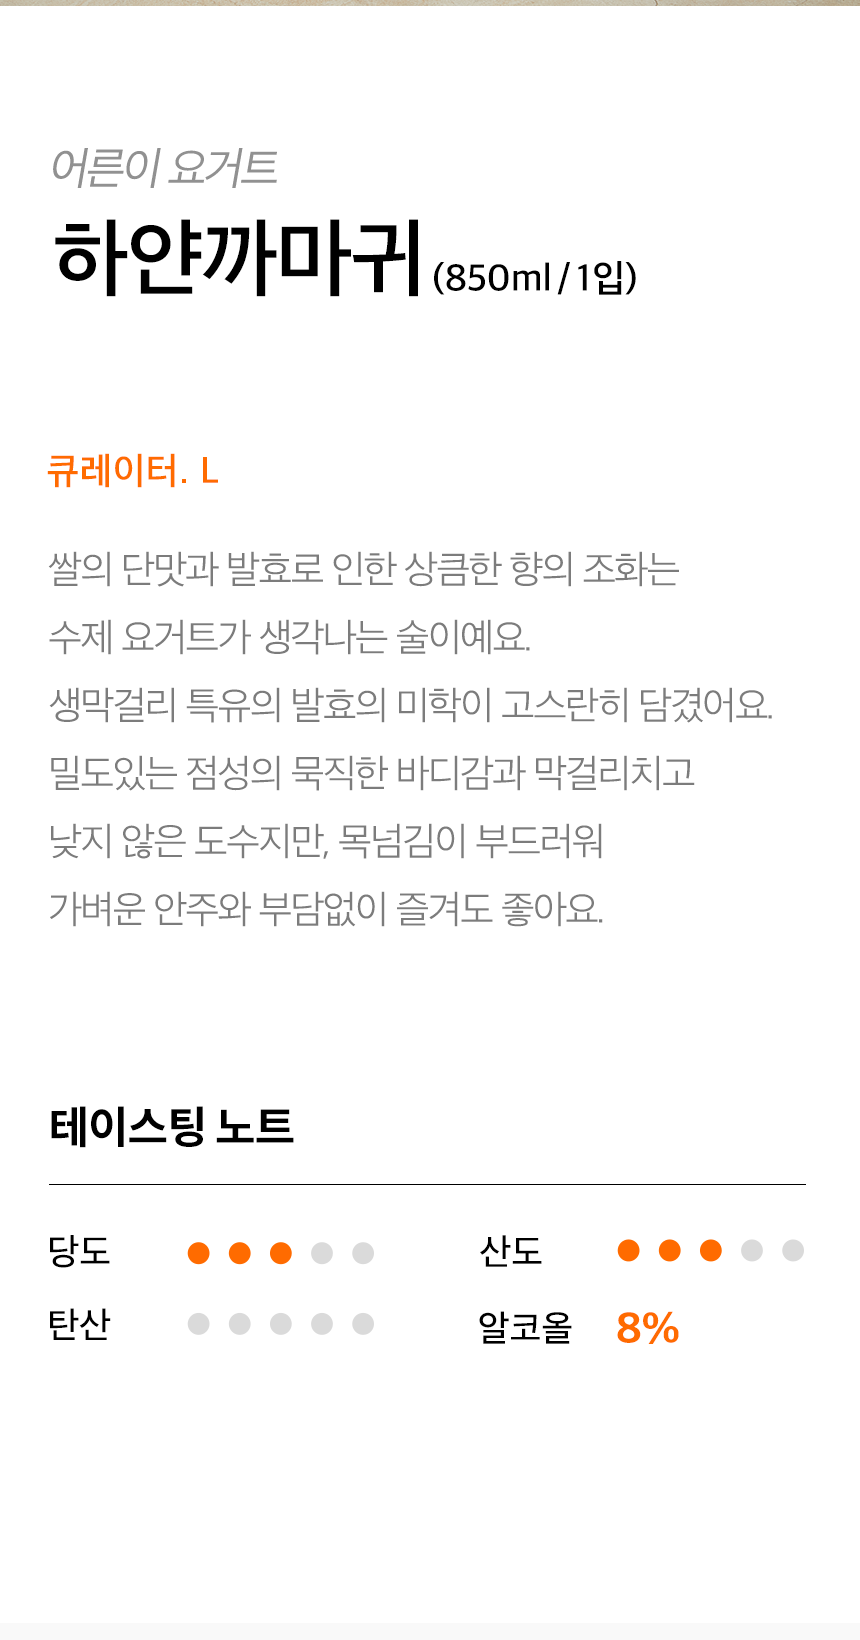 어른이 요거트
하얀까마귀 (850ml / 1입)
큐레이터. L
쌀의 단맛과 발효로 인한 상큼한 향의 조화는
수제 요거트가 생각나는 술이예요.
생막걸리 특유의 발효의 미학이 고스란히 담겼어요.
밀도있는 점성의 묵직한 바디감과 막걸리치고
낮지 않은 도수지만, 목넘김이 부드러워
가벼운 안주와 부담없이 즐겨도 좋아요.
테이스팅 노트
당도 산도
탄산 알코올 8%